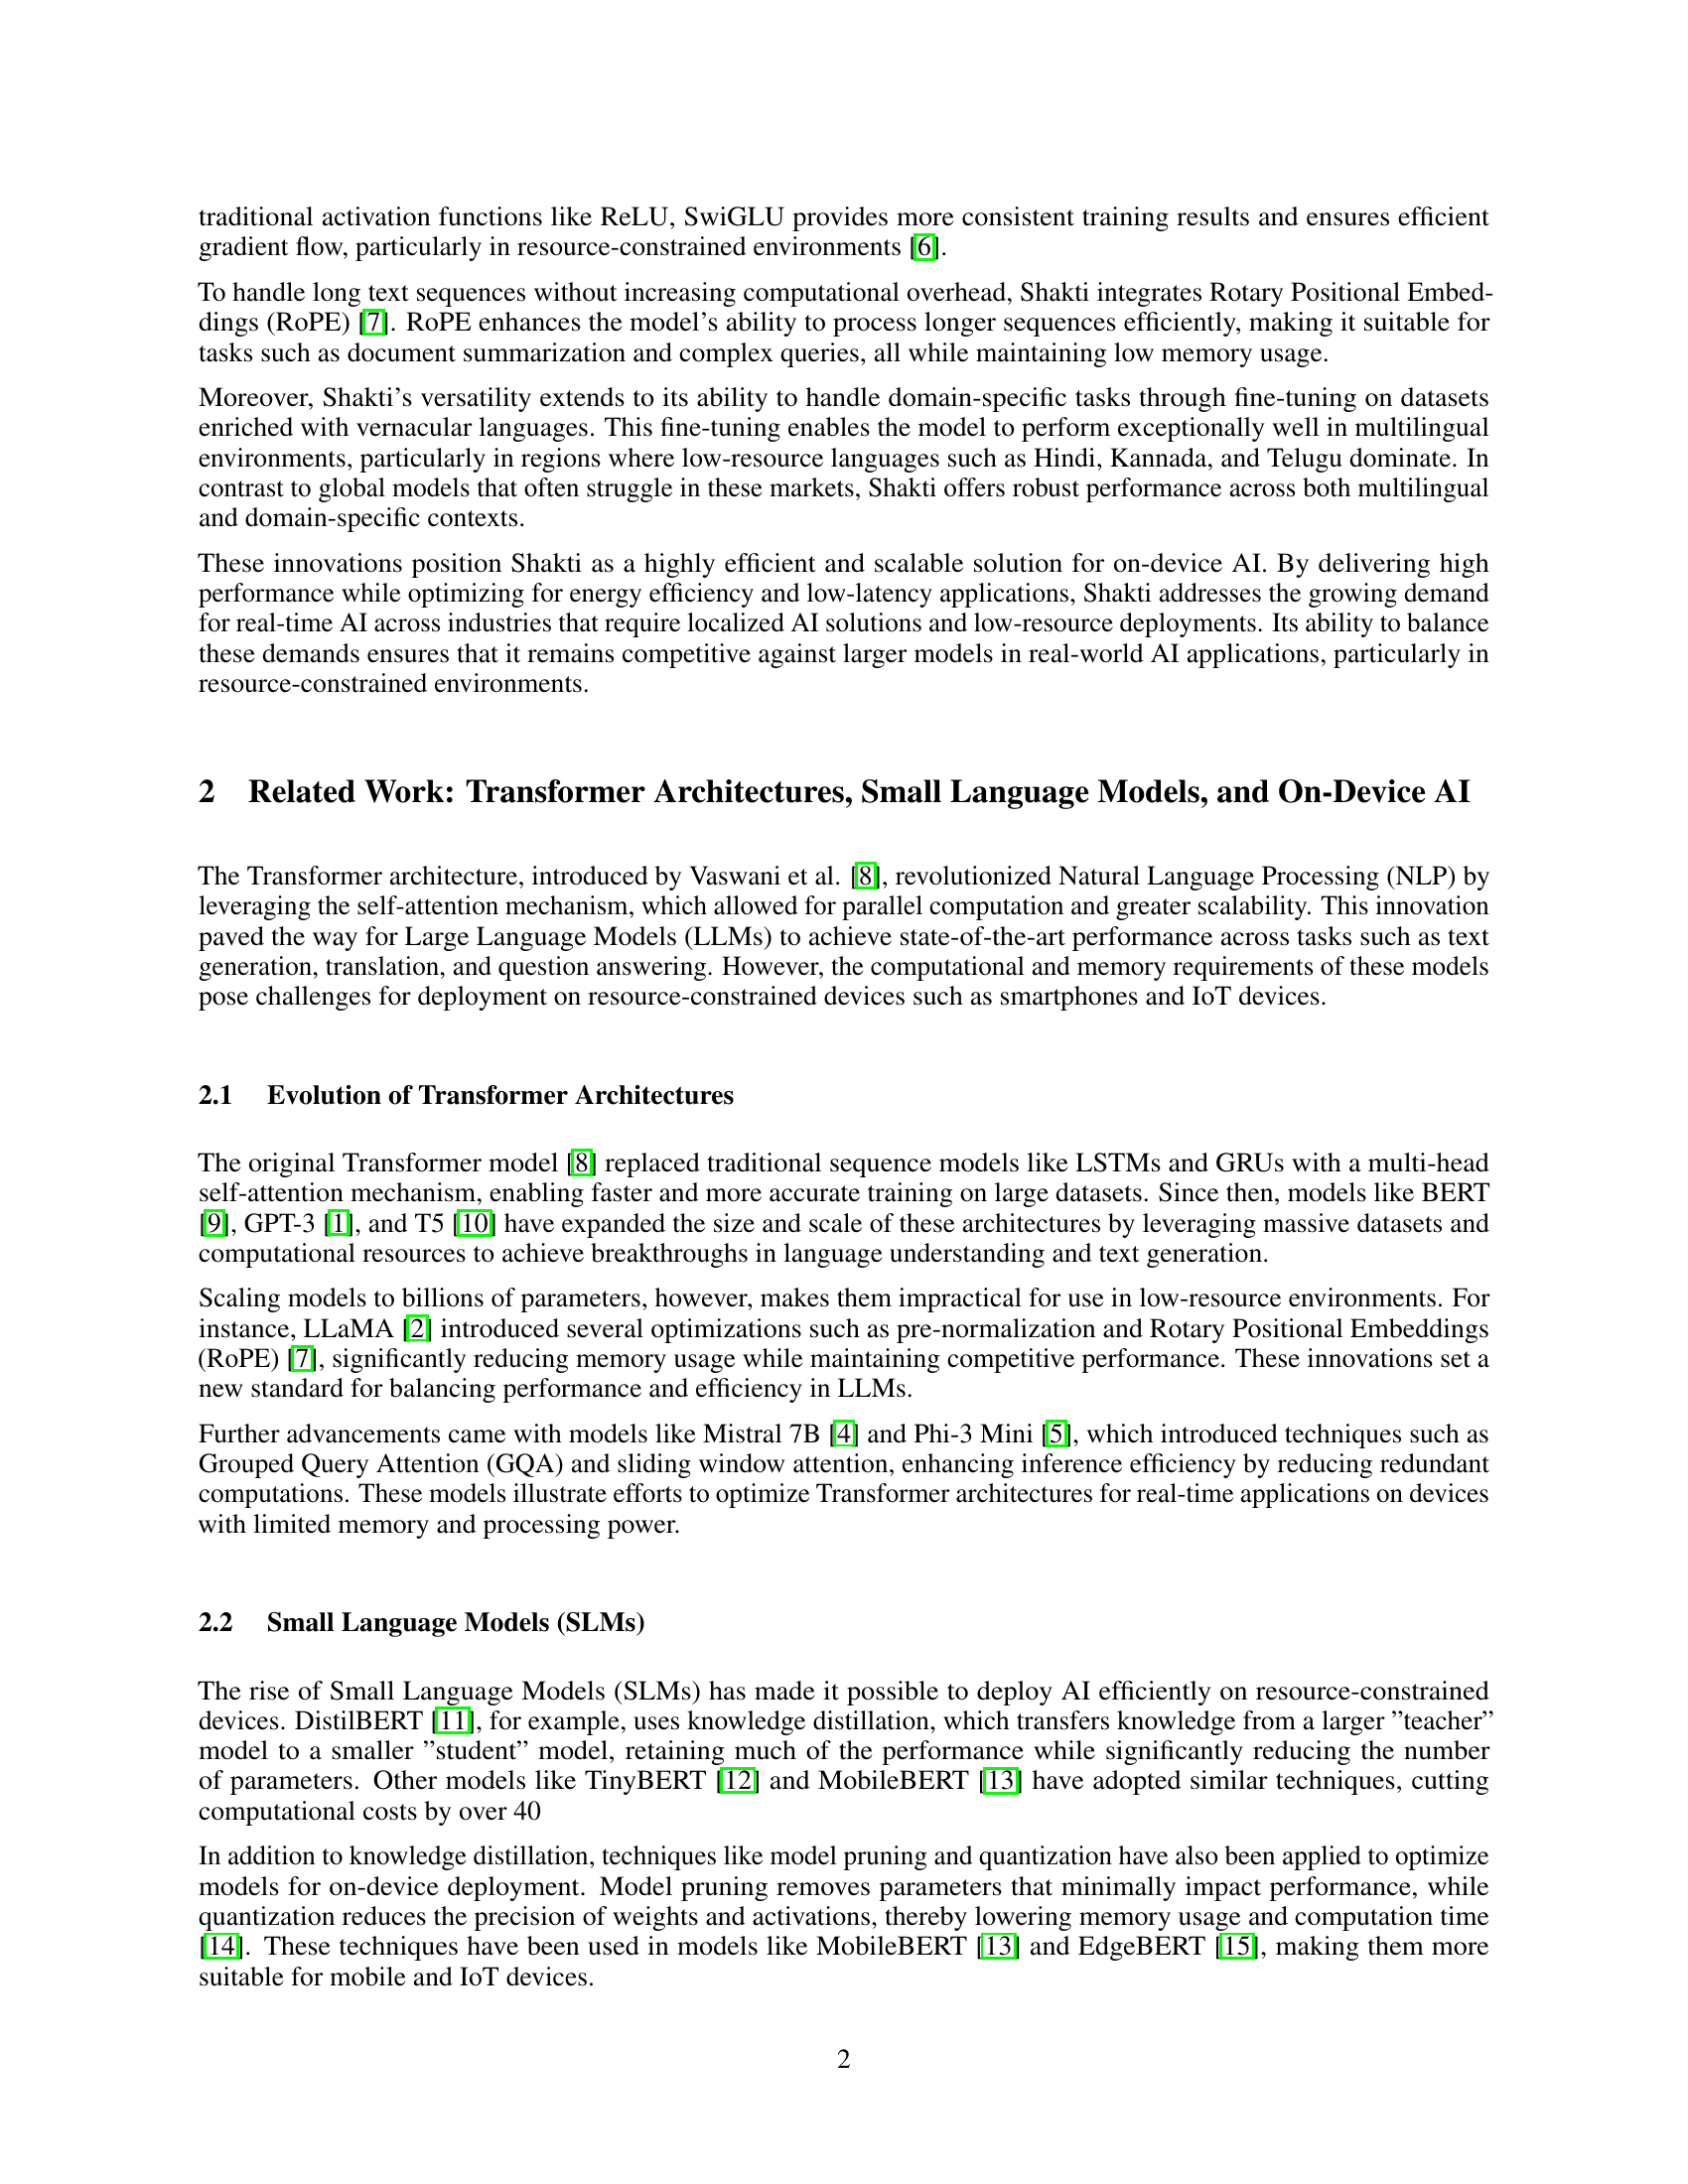 traditional activation functions like ReLU, SwiGLU provides more consistent training results and ensures efficient
gradient flow, particularly in resource-constrained environments [6].
To handle long text sequences without increasing computational overhead, Shakti integrates Rotary Positional Embed-
dings (RoPE) [7]. RoPE enhances the model's ability to process longer sequences efficiently, making it suitable for
tasks such as document summarization and complex queries, all while maintaining low memory usage.
Moreover, Shakti's versatility extends to its ability to handle domain-specific tasks through fine-tuning on datasets
enriched with vernacular languages. This fine-tuning enables the model to perform exceptionally well in multilingual
environments, particularly in regions where low-resource languages such as Hindi, Kannada, and Telugu dominate. In
contrast to global models that often struggle in these markets, Shakti offers robust performance across both multilingual
and domain-specific contexts.
These innovations position Shakti as a highly efficient and scalable solution for on-device AI. By delivering high
performance while optimizing for energy efficiency and low-latency applications, Shakti addresses the growing demand
for real-time AI across industries that require localized AI solutions and low-resource deployments. Its ability to balance
these demands ensures that it remains competitive against larger models in real-world AI applications, particularly in
resource-constrained environments.
2 Related Work: Transformer Architectures, Small Language Models, and On-Device AI
The Transformer architecture, introduced by Vaswani et al. [8], revolutionized Natural Language Processing (NLP) by
leveraging the self-attention mechanism, which allowed for parallel computation and greater scalability. This innovation
paved the way for Large Language Models (LLMs) to achieve state-of-the-art performance across tasks such as text
generation, translation, and question answering. However, the computational and memory requirements of these models
pose challenges for deployment on resource-constrained devices such as smartphones and IoT devices.
2.1 Evolution of Transformer Architectures
The original Transformer model [8] replaced traditional sequence models like LSTMs and GRUs with a multi-head
self-attention mechanism, enabling faster and more accurate training on large datasets. Since then, models like BERT
[9], GPT-3 [1], and T5 [10] have expanded the size and scale of these architectures by leveraging massive datasets and
computational resources to achieve breakthroughs in language understanding and text generation.
Scaling models to billions of parameters, however, makes them impractical for use in low-resource environments. For
instance, LLaMA [2] introduced several optimizations such as pre-normalization and Rotary Positional Embeddings
(RoPE) [7], significantly reducing memory usage while maintaining competitive performance. These innovations set a
new standard for balancing performance and efficiency in LLMs.
Further advancements came with models like Mistral 7B [4] and Phi-3 Mini [5], which introduced techniques such as
Grouped Query Attention (GQA) and sliding window attention, enhancing inference efficiency by reducing redundant
computations. These models illustrate efforts to optimize Transformer architectures for real-time applications on devices
with limited memory and processing power.
2.2 Small Language Models (SLMs)
The rise of Small Language Models (SLMs) has made it possible to deploy AI efficiently on resource-constrained
devices. DistilBERT [11], for example, uses knowledge distillation, which transfers knowledge from a larger ”teacher”
model to a smaller ”student” model, retaining much of the performance while significantly reducing the number
of parameters. Other models like TinyBERT [12] and MobileBERT [13] have adopted similar techniques, cutting
computational costs by over 40
In addition to knowledge distillation, techniques like model pruning and quantization have also been applied to optimize
models for on-device deployment. Model pruning removes parameters that minimally impact performance, while
quantization reduces the precision of weights and activations, thereby lowering memory usage and computation time
[14]. These techniques have been used in models like MobileBERT [13] and EdgeBERT [15], making them more
suitable for mobile and IoT devices.
2